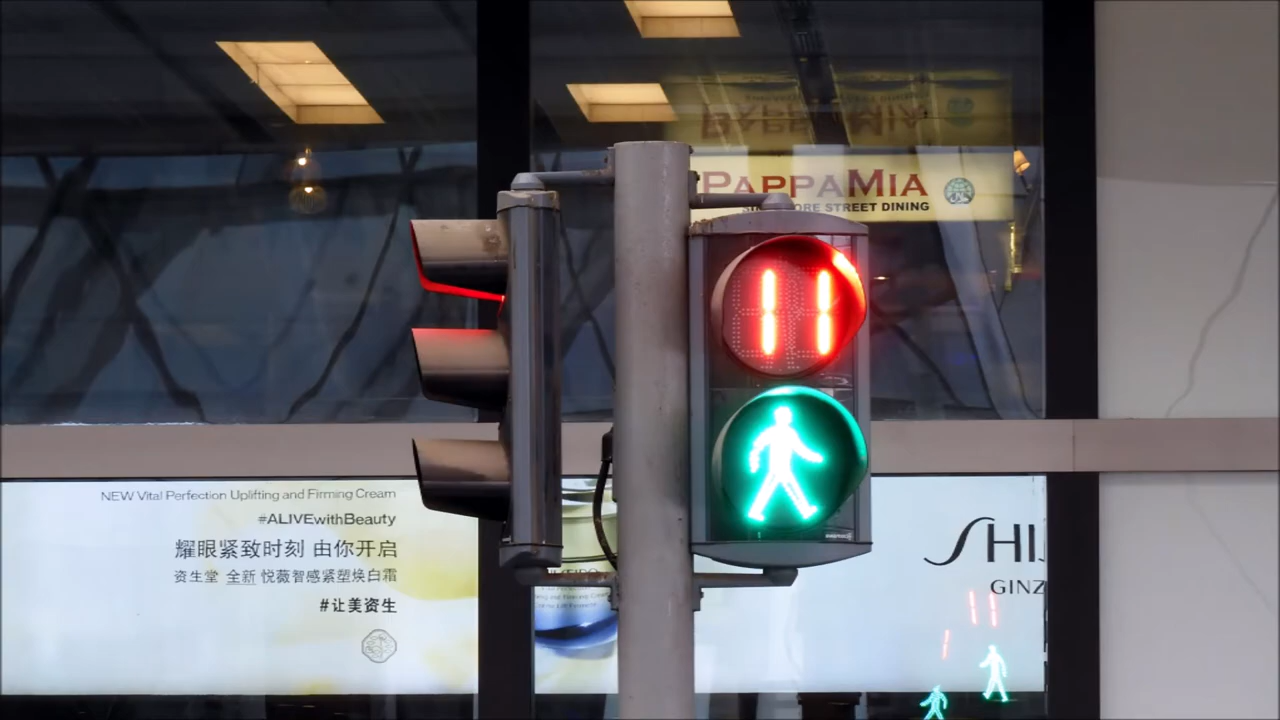 PAPPAMIA
STREET DINING
11
NEW Vital Perfection Uplifting and Firming Cream
#ALIVEwithBeauty
耀眼紧致时刻 由你开启
资生堂 全新 悦薇智感紧塑焕白霜
#让美资生
SHI
GINZ